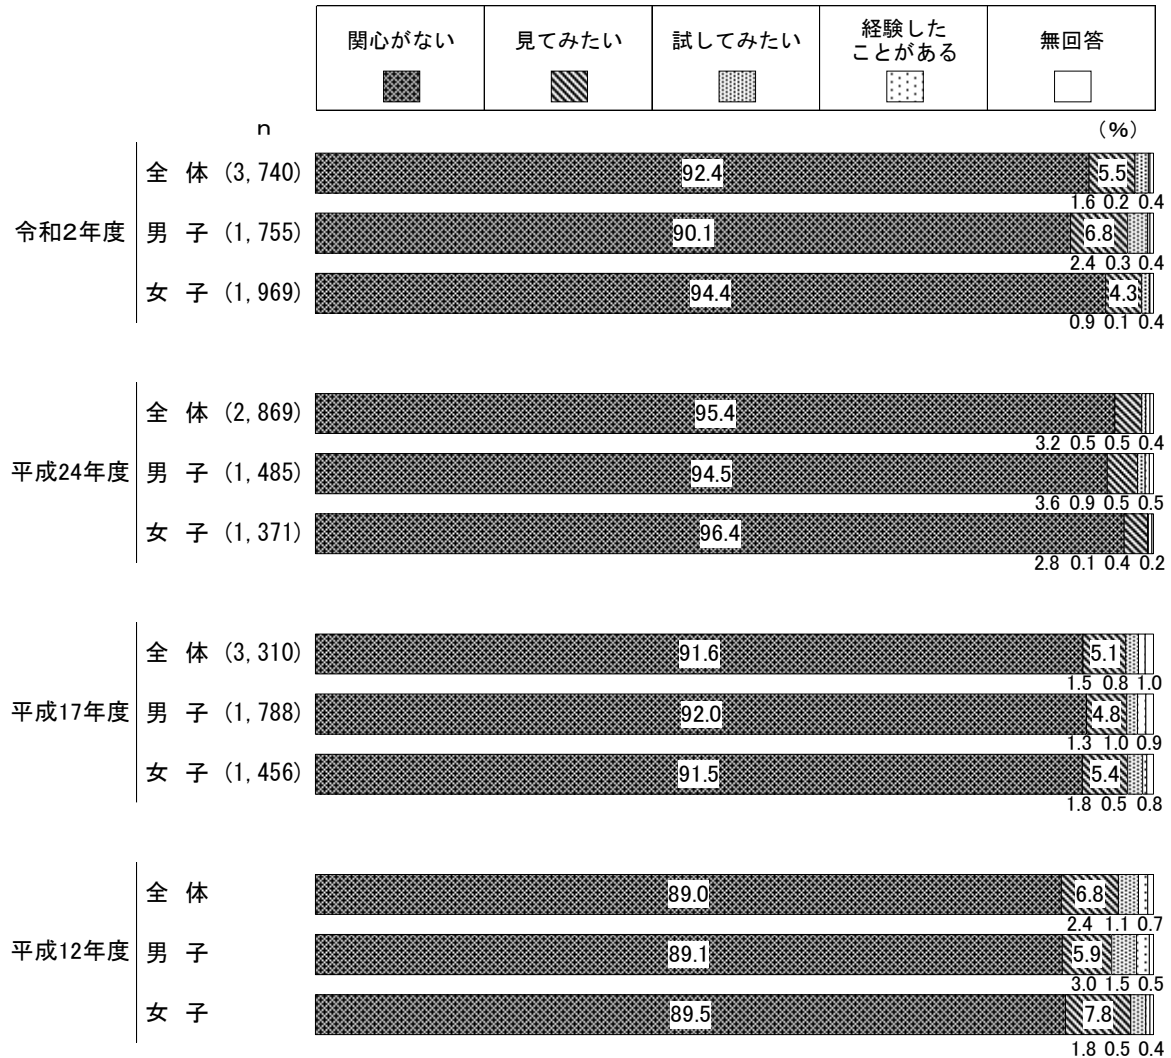 関心がない 見てみたい 試してみたい 経験した
ことがある 無回答
n (%)
令和2年度
全 体 (3,740) 92.4 5.5
1.6 0.2 0.4
男 子 (1,755) 90.1 6.8
2.4 0.3 0.4
女 子 (1,969) 94.4 4.3
0.9 0.1 0.4
平成24年度
全 体 (2,869) 95.4
3.2 0.5 0.5 0.4
男 子 (1,485) 94.5
3.6 0.9 0.5 0.5
女 子 (1,371) 96.4
2.8 0.1 0.4 0.2
平成17年度
全 体 (3,310) 91.6 5.1
1.5 0.8 1.0
男 子 (1,788) 92.0 4.8
1.3 1.0 0.9
女 子 (1,456) 91.5 5.4
1.8 0.5 0.8
平成12年度
全 体 89.0 6.8
2.4 1.1 0.7
男 子 89.1 5.9
3.0 1.5 0.5
女 子 89.5 7.8
1.8 0.5 0.4